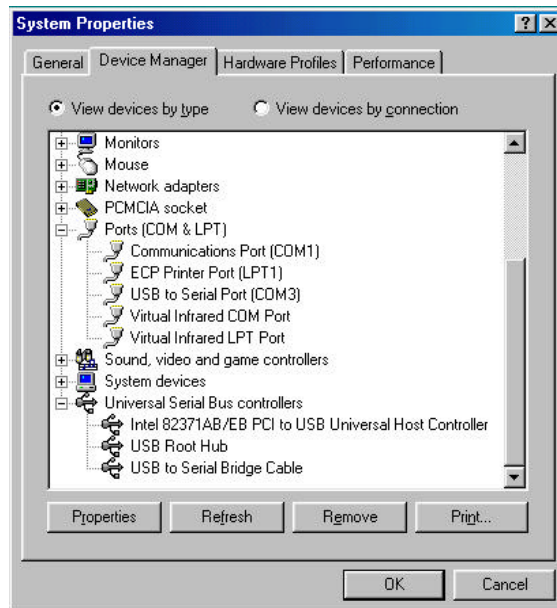 System Properties
General Device Manager Hardware Profiles Performance
View devices by type View devices by connection
Monitors
Mouse
Network adapters
PCMCIA socket
Ports (COM & LPT)
Communications Port (COM1)
ECP Printer Port (LPT1)
USB to Serial Port (COM3)
Virtual Infrared COM Port
Virtual Infrared LPT Port
Sound, video and game controllers
System devices
Universal Serial Bus controllers
Intel 82371AB/EB PCI to USB Universal Host Controller
USB Root Hub
USB to Serial Bridge Cable
Properties Refresh Remove Print...
OK Cancel